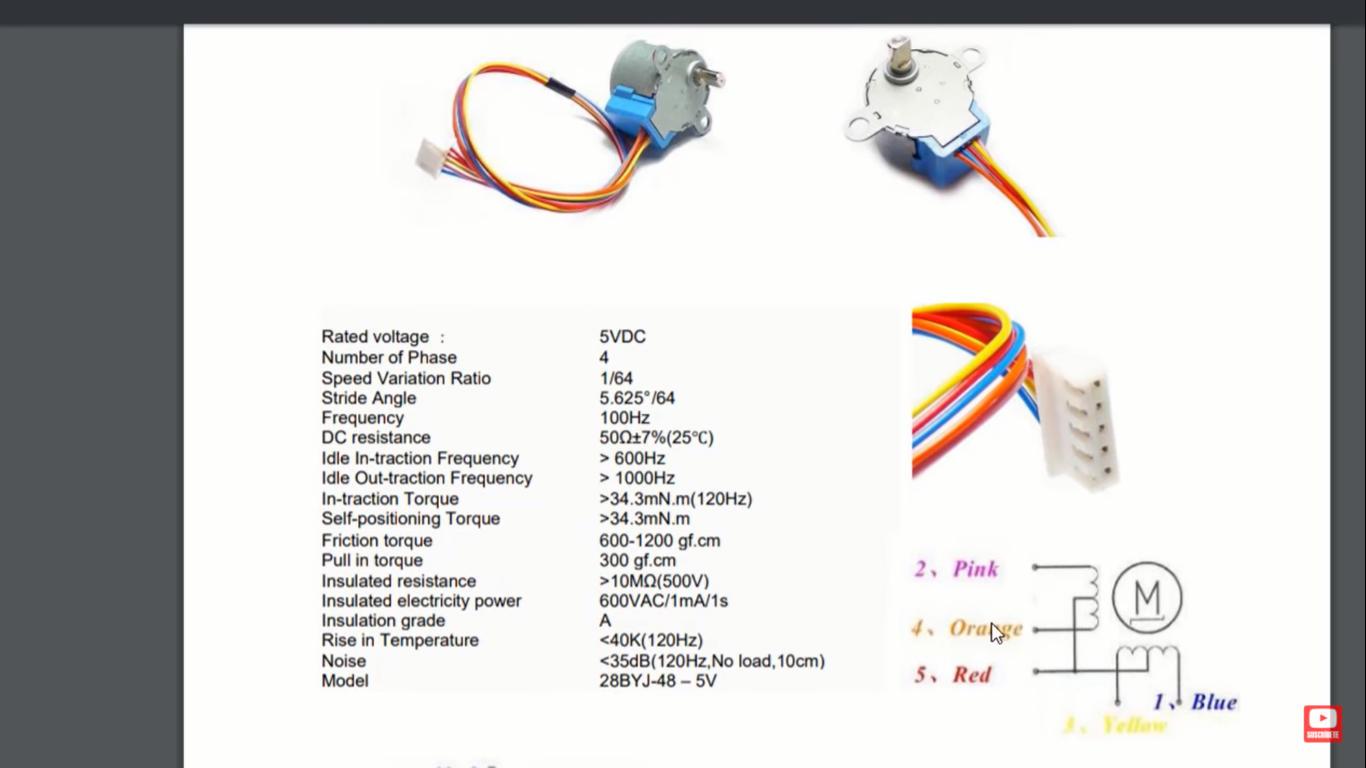 Rated voltage : 5VDC
Number of Phase 4
Speed Variation Ratio 1/64
Stride Angle 5.625°/64
Frequency 100Hz
DC resistance 50Ω±7%(25℃)
Idle In-traction Frequency > 600Hz
Idle Out-traction Frequency > 1000Hz
In-traction Torque >34.3mN.m(120Hz)
Self-positioning Torque >34.3mN.m
Friction torque 600-1200 gf.cm
Pull in torque 300 gf.cm
Insulated resistance >10MΩ(500V)
Insulated electricity power 600VAC/1mA/1s
Insulation grade A
Rise in Temperature <40K(120Hz)
Noise <35dB(120Hz,No load,10cm)
Model 28BYJ-48 – 5V
2、Pink
M
4、Orange
5、Red
1、Blue
3、Yellow
SUSCRÍBETE